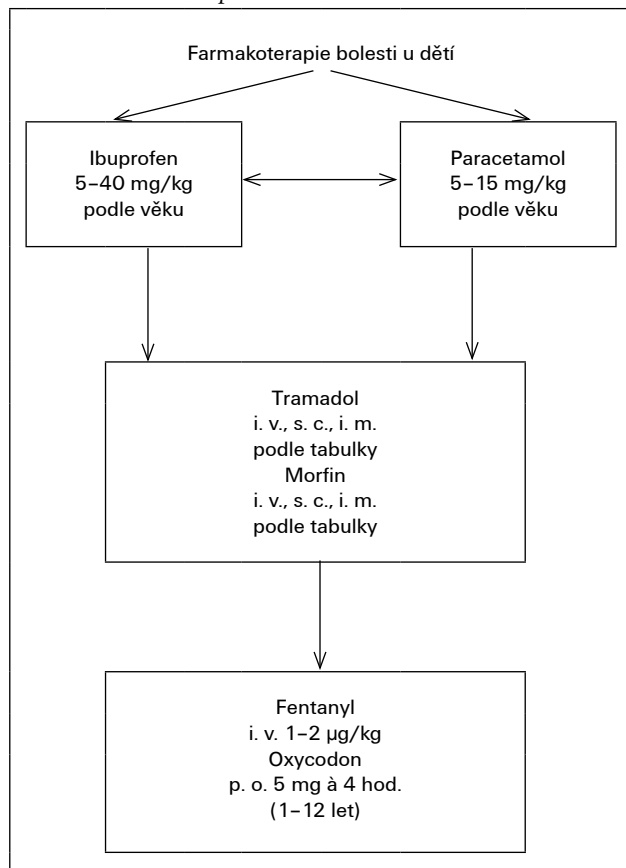 Farmakoterapie bolesti u dětí
Ibuprofen
5–40 mg/kg
podle věku
Paracetamol
5–15 mg/kg
podle věku
Tramadol
i. v., s. c., i. m.
podle tabulky
Morfin
i. v., s. c., i. m.
podle tabulky
Fentanyl
i. v. 1–2 µg/kg
Oxycodon
p. o. 5 mg à 4 hod.
(1–12 let)